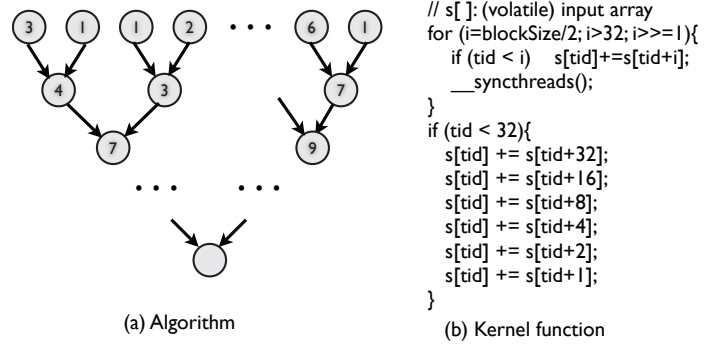 3 1 1 2 ... 6 1
4 3 7
7 9
... ...
(a) Algorithm
// s[ ]: (volatile) input array
for (i=blockSize/2; i>32; i>>=1){
if (tid < i) s[tid]+=s[tid+i];
__syncthreads();
}
if (tid < 32){
s[tid] += s[tid+32];
s[tid] += s[tid+16];
s[tid] += s[tid+8];
s[tid] += s[tid+4];
s[tid] += s[tid+2];
s[tid] += s[tid+1];
}
(b) Kernel function